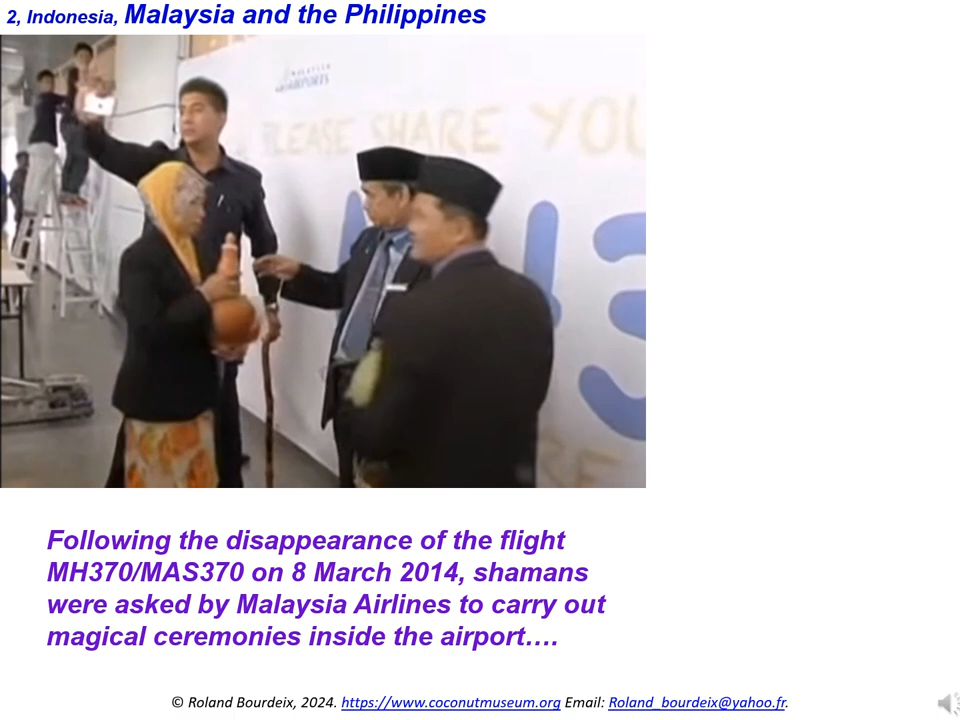 2, Indonesia, Malaysia and the Philippines
MALAYSIA
AIRPORTS
PLEASE SHARE YOU
Following the disappearance of the flight
MH370/MAS370 on 8 March 2014, shamans
were asked by Malaysia Airlines to carry out
magical ceremonies inside the airport….
© Roland Bourdeix, 2024. https://www.coconutmuseum.org Email: Roland_bourdeix@yahoo.fr.